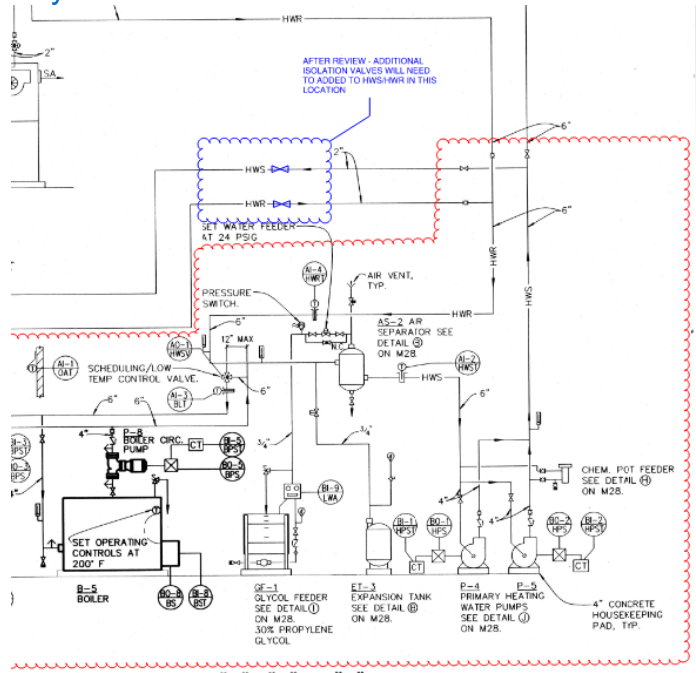 HWR
2"
SA
AFTER REVIEW - ADDITIONAL
ISOLATION VALVES WILL NEED
TO ADDED TO HWS/HWR IN THIS
LOCATION
6"
HWS
2"
HWR
6"
SET WATER FEEDER
AT 24 PSIG
HWR
HWS
AI-4
HWRT
AIR VENT,
TYP.
PRESSURE
SWITCH.
HWR
6"
AO-1
HWSV
12" MAX
N.C.
AS-2 AIR
SEPARATOR SEE
DETAIL B
ON M28.
AI-2
HWST
AI-1
OAT
SCHEDULING/LOW
TEMP CONTROL VALVE.
HWS
6"
6"
AI-3
BLT
6"
6"
4"
P-8
BOILER CIRC.
PUMP
CT
BI-5
BPST
BO-5
BPS
BI-3
BPST
BO-3
BPS
4"
3/4"
3/4"
BI-9
LWA
4"
4"
CHEM. POT FEEDER
SEE DETAIL H
ON M28.
SET OPERATING
CONTROLS AT
200° F
BI-1
HPST
BO-1
HPS
CT
BO-2
HPS
BI-2
HPST
CT
B-5
BOILER
BO-8
BS
BI-8
BST
GF-1
GLYCOL FEEDER
SEE DETAIL I
ON M28.
30% PROPYLENE
GLYCOL
ET-3
EXPANSION TANK
SEE DETAIL B
ON M28.
P-4
P-5
PRIMARY HEATING
WATER PUMPS
SEE DETAIL J
ON M28.
4" CONCRETE
HOUSEKEEPING
PAD, TYP.